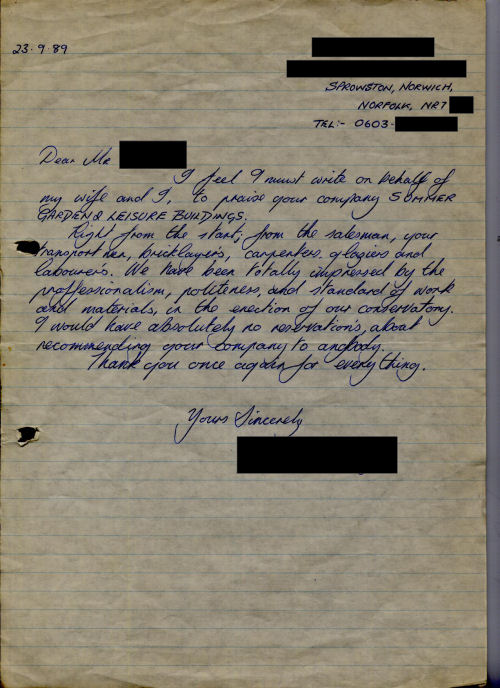 23.9.89
SPROWSTON, NORWICH,
NORFOLK, NR7
TEL:- 0603-
Dear Mr
I feel I must write on behalf of
my wife and I, to praise your company SOMMER
GARDEN & LEISURE BUILDINGS.
Right from the start; from the salesman, your
transport men, bricklayers, carpenters. glaziers and
labourers. We have been totally impressed by the
proffessionalism, politeness, and standard of work
and materials, in the erection of our conservatory.
I would have absolutely no reservations, about
recommending your company to anybody.
Thank you once again for everything.
Yours Sincerely